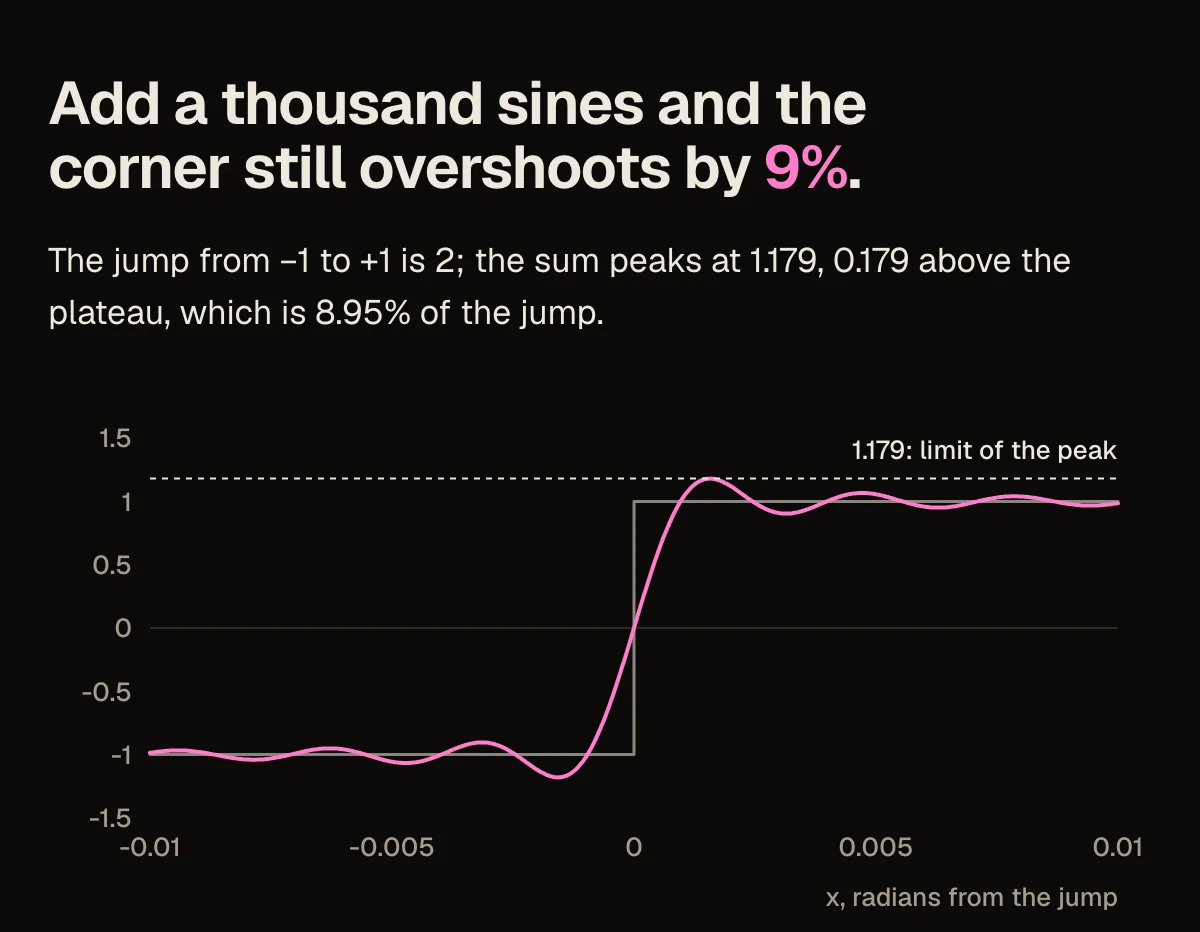 Add a thousand sines and the
corner still overshoots by 9%.
The jump from −1 to +1 is 2; the sum peaks at 1.179, 0.179 above the
plateau, which is 8.95% of the jump.
1.5
1.179: limit of the peak
1
0.5
0
-0.5
-1
-1.5
-0.01 -0.005 0 0.005 0.01
x, radians from the jump